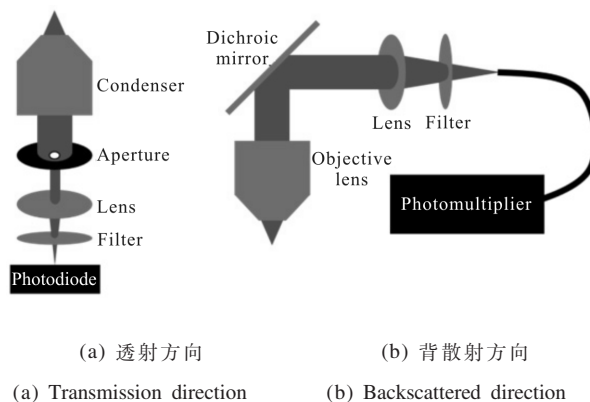 Condenser
Aperture
Lens
Filter
Photodiode
Dichroic
mirror
Lens
Filter
Objective
lens
Photomultiplier
(a) 透射方向
(b) 背散射方向
(a) Transmission direction
(b) Backscattered direction